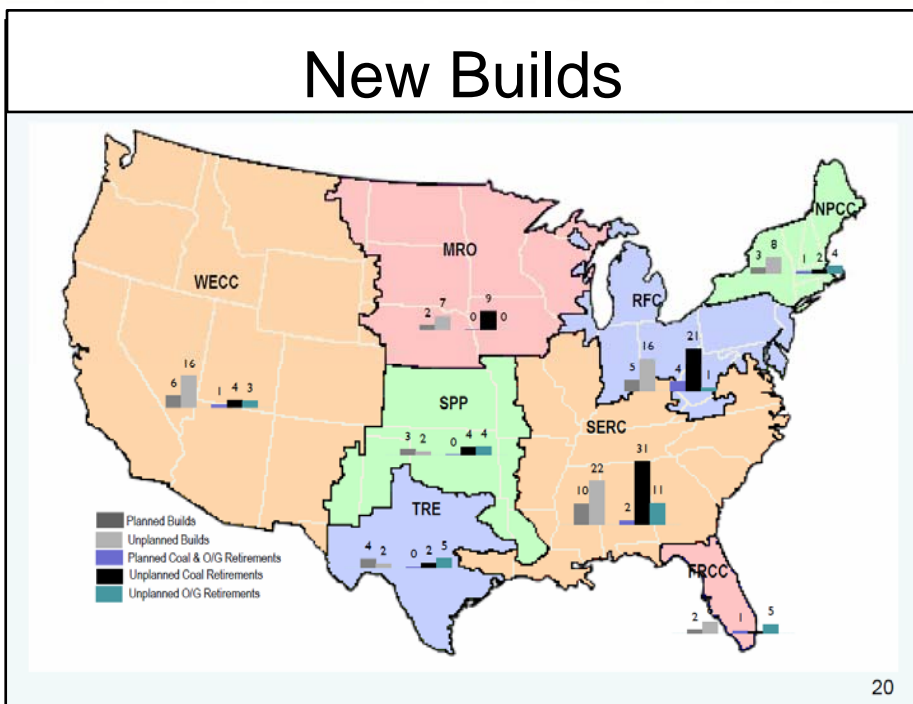 New Builds
NPCC
3 8
1 2 4
MRO
2 7
0 9 0
WECC
6 16
1 4 3
RFC
5 16
4 21 1
SPP
3 2
0 4 4
SERC
10 22
2 31 11
TRE
4 2
0 2 5
FRCC
2
1 5
Planned Builds
Unplanned Builds
Planned Coal & O/G Retirements
Unplanned Coal Retirements
Unplanned O/G Retirements
20